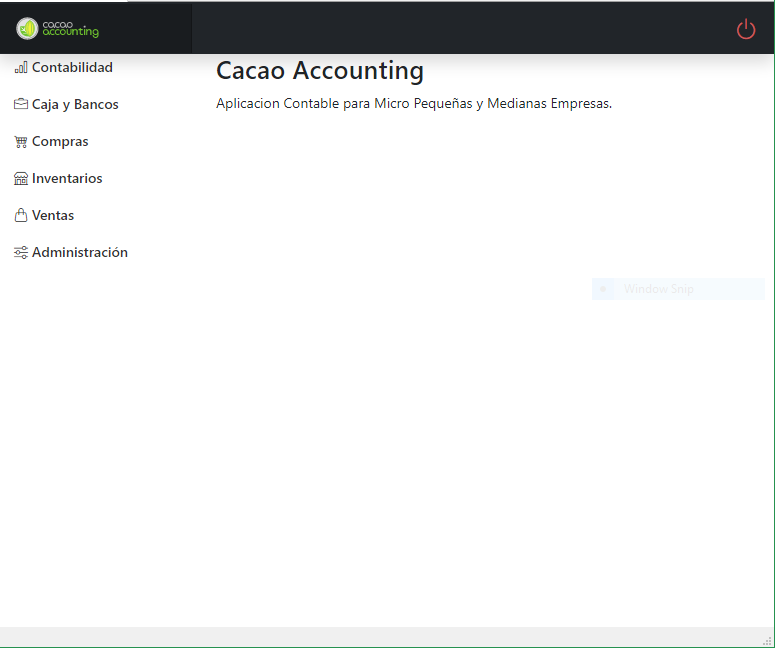 cacao
accounting
Contabilidad
Caja y Bancos
Compras
Inventarios
Ventas
Administración
Cacao Accounting
Aplicacion Contable para Micro Pequeñas y Medianas Empresas.
Window Snip